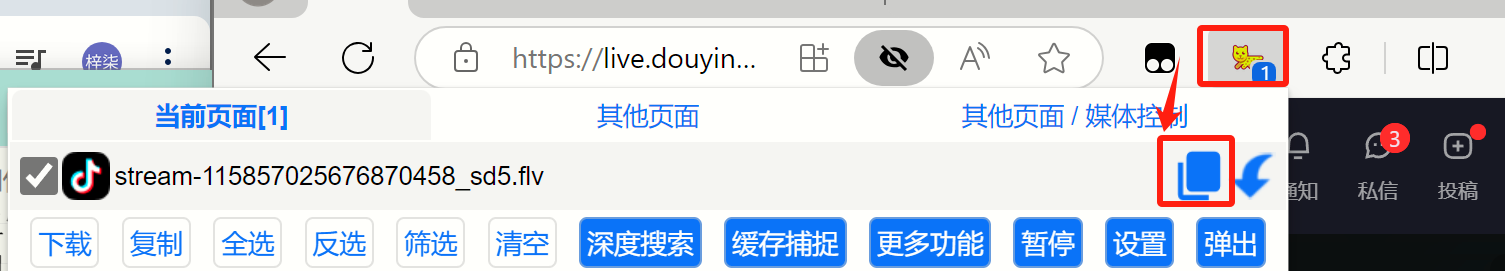 梓柒
https://live.douyin...
1
当前页面[1]
其他页面
其他页面 / 媒体控制
stream-115857025676870458_sd5.flv
3
通知
私信
投稿
下载
复制
全选
反选
筛选
清空
深度搜索
缓存捕捉
更多功能
暂停
设置
弹出